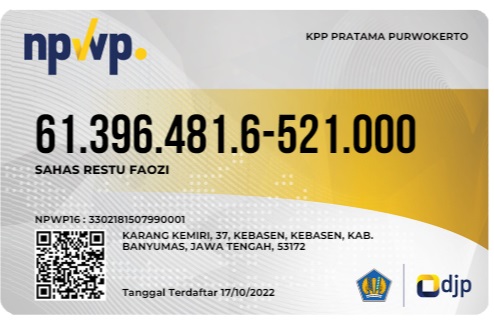 npwp.
KPP PRATAMA PURWOKERTO
61.396.481.6-521.000
SAHAS RESTU FAOZI
NPWP16 : 3302181507990001
KARANG KEMIRI, 37, KEBASEN, KEBASEN, KAB.
BANYUMAS, JAWA TENGAH, 53172
Tanggal Terdaftar 17/10/2022
djp